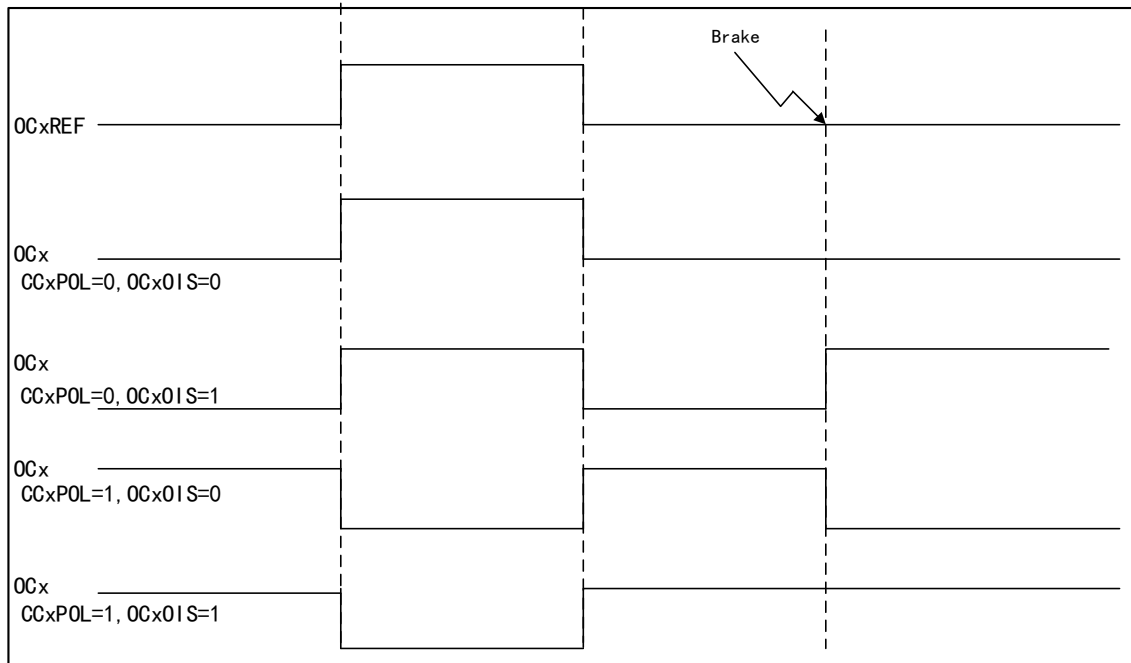 Brake
OCxREF
OCx
CCxPOL=0,OCxOIS=0
OCx
CCxPOL=0,OCxOIS=1
OCx
CCxPOL=1,OCxOIS=0
OCx
CCxPOL=1,OCxOIS=1